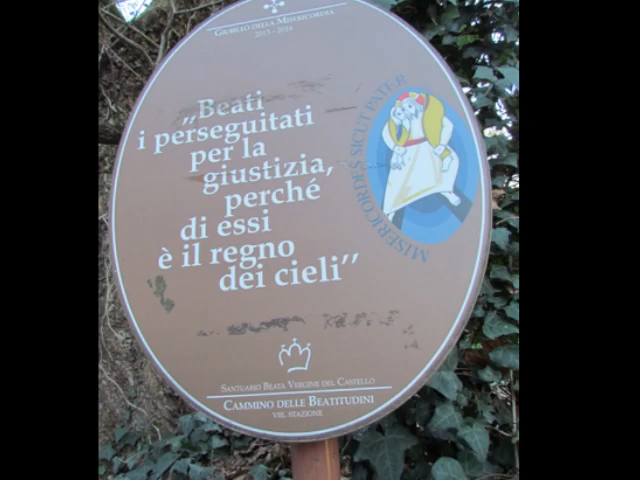 Giubileo della Misericordia
2015-2016
„Beati
i perseguitati
per la
giustizia,
perché
di essi
è il regno
dei cieli”
MISERICORDES SICUT PATER
MISERICORDIA
Santuario Beata Vergine del Castello
Cammino delle Beatitudini
VIII. STAZIONE